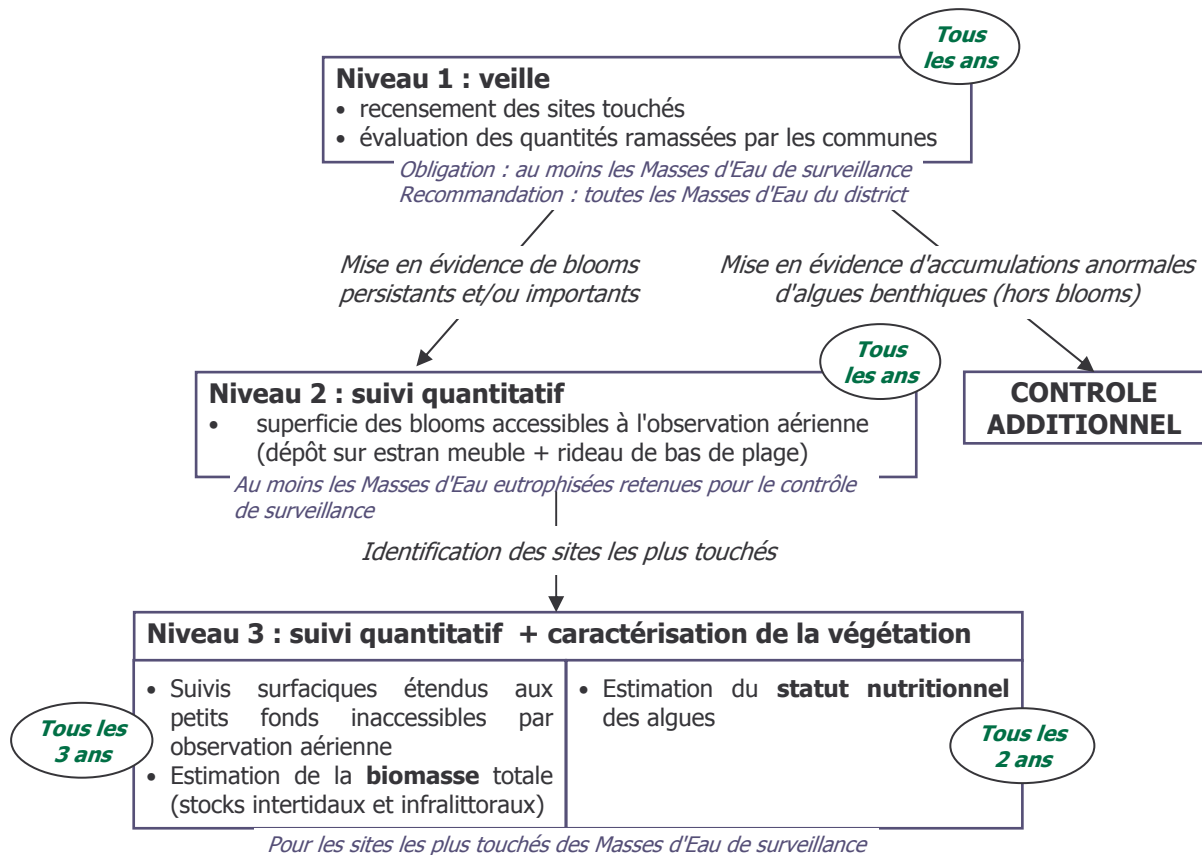 Tous
les ans
Niveau 1 : veille
• recensement des sites touchés
• évaluation des quantités ramassées par les communes
Obligation : au moins les Masses d'Eau de surveillance
Recommandation : toutes les Masses d'Eau du district
Mise en évidence de blooms
persistants et/ou importants
Mise en évidence d'accumulations anormales
d'algues benthiques (hors blooms)
Tous
les ans
Niveau 2 : suivi quantitatif
• superficie des blooms accessibles à l'observation aérienne
(dépôt sur estran meuble + rideau de bas de plage)
Au moins les Masses d'Eau eutrophisées retenues pour le contrôle
de surveillance
CONTROLE
ADDITIONNEL
Identification des sites les plus touchés
Niveau 3 : suivi quantitatif + caractérisation de la végétation
• Suivis surfaciques étendus aux
petits fonds inaccessibles par
observation aérienne
• Estimation de la biomasse totale
(stocks intertidaux et infralittoraux)
Tous les
3 ans
• Estimation du statut nutritionnel
des algues
Tous les
2 ans
Pour les sites les plus touchés des Masses d'Eau de surveillance